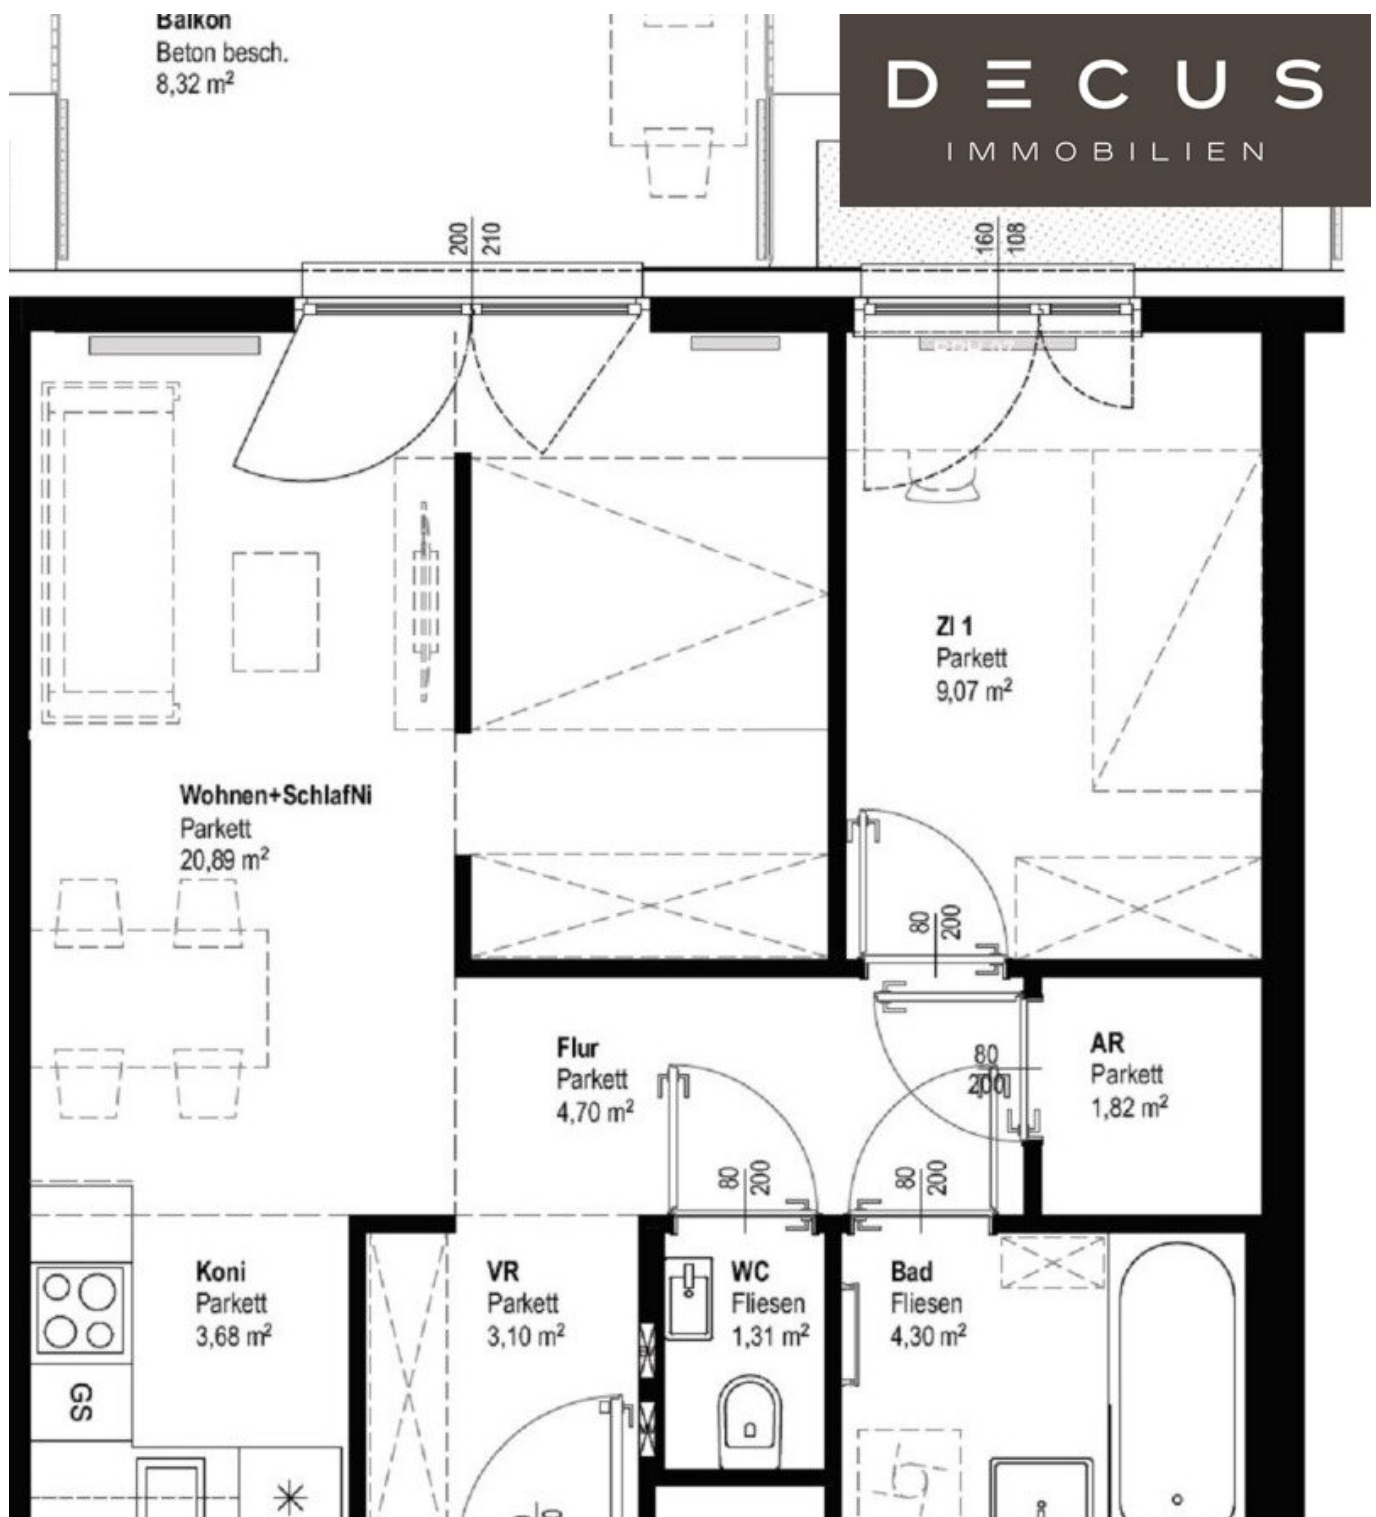 Balkon
Beton besch.
8,32 m²
DECUS
IMMOBILIEN
200
210
160
108
ZI 1
Parkett
9,07 m²
Wohnen+SchlafNi
Parkett
20,89 m²
80
200
Flur
Parkett
4,70 m²
80
200
AR
Parkett
1,82 m²
80
200
80
200
Koni
Parkett
3,68 m²
VR
Parkett
3,10 m²
WC
Fliesen
1,31 m²
Bad
Fliesen
4,30 m²
GS